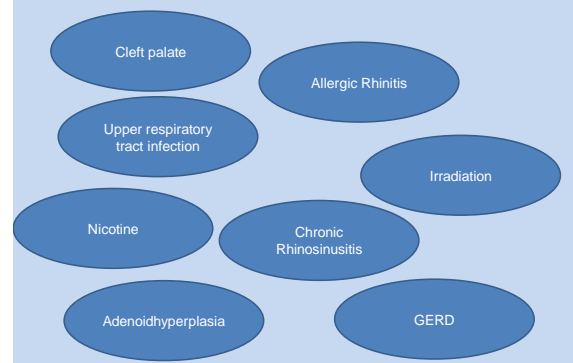 Cleft palate
Allergic Rhinitis
Upper respiratory
tract infection
Irradiation
Nicotine
Chronic
Rhinosinusitis
Adenoidhyperplasia
GERD